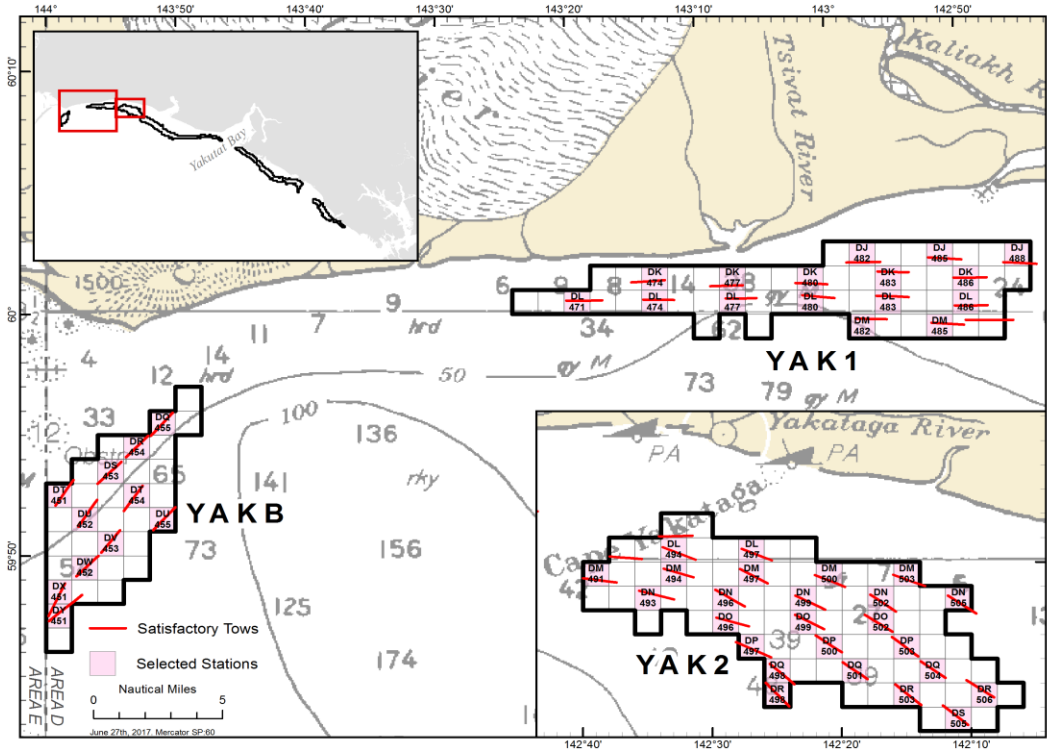 144° 143°50' 143°40' 143°30' 143°20' 143°10' 143° 142°50'
60°10'
60°
59°50'
Yakutat Bay
Tsivat River
Kaliakh R
1500
6 9 8 14 8 24
9
7
11
hrd
34
62
gy M
YAK1
4
14
12 hrd
50
73
79 gy M
33
100
136
12
Obstn
65
141
rky
YAKB
73
156
125
174
DJ 482
DJ 485
DJ 488
DK 474
DK 477
DK 480
DK 483
DK 486
DL 471
DL 474
DL 477
DL 480
DL 483
DL 486
DM 482
DM 485
DQ 455
DR 454
DS 453
DT 451
DT 454
DU 452
DU 455
DV 453
DW 452
DX 451
DY 451
Satisfactory Tows
Selected Stations
Nautical Miles
0 5
AREA E
AREA D
June 27th, 2017. Mercator SP:60
Yakataga River
PA
PA
Cape Yakataga
42
39
YAK2
DL 494
DL 497
DM 491
DM 494
DM 497
DM 500
DM 503
DN 493
DN 496
DN 499
DN 502
DN 505
DO 496
DO 499
DO 502
DP 497
DP 500
DP 503
DQ 498
DQ 501
DQ 504
DR 498
DR 503
DR 506
DS 505
142°40' 142°30' 142°20' 142°10'